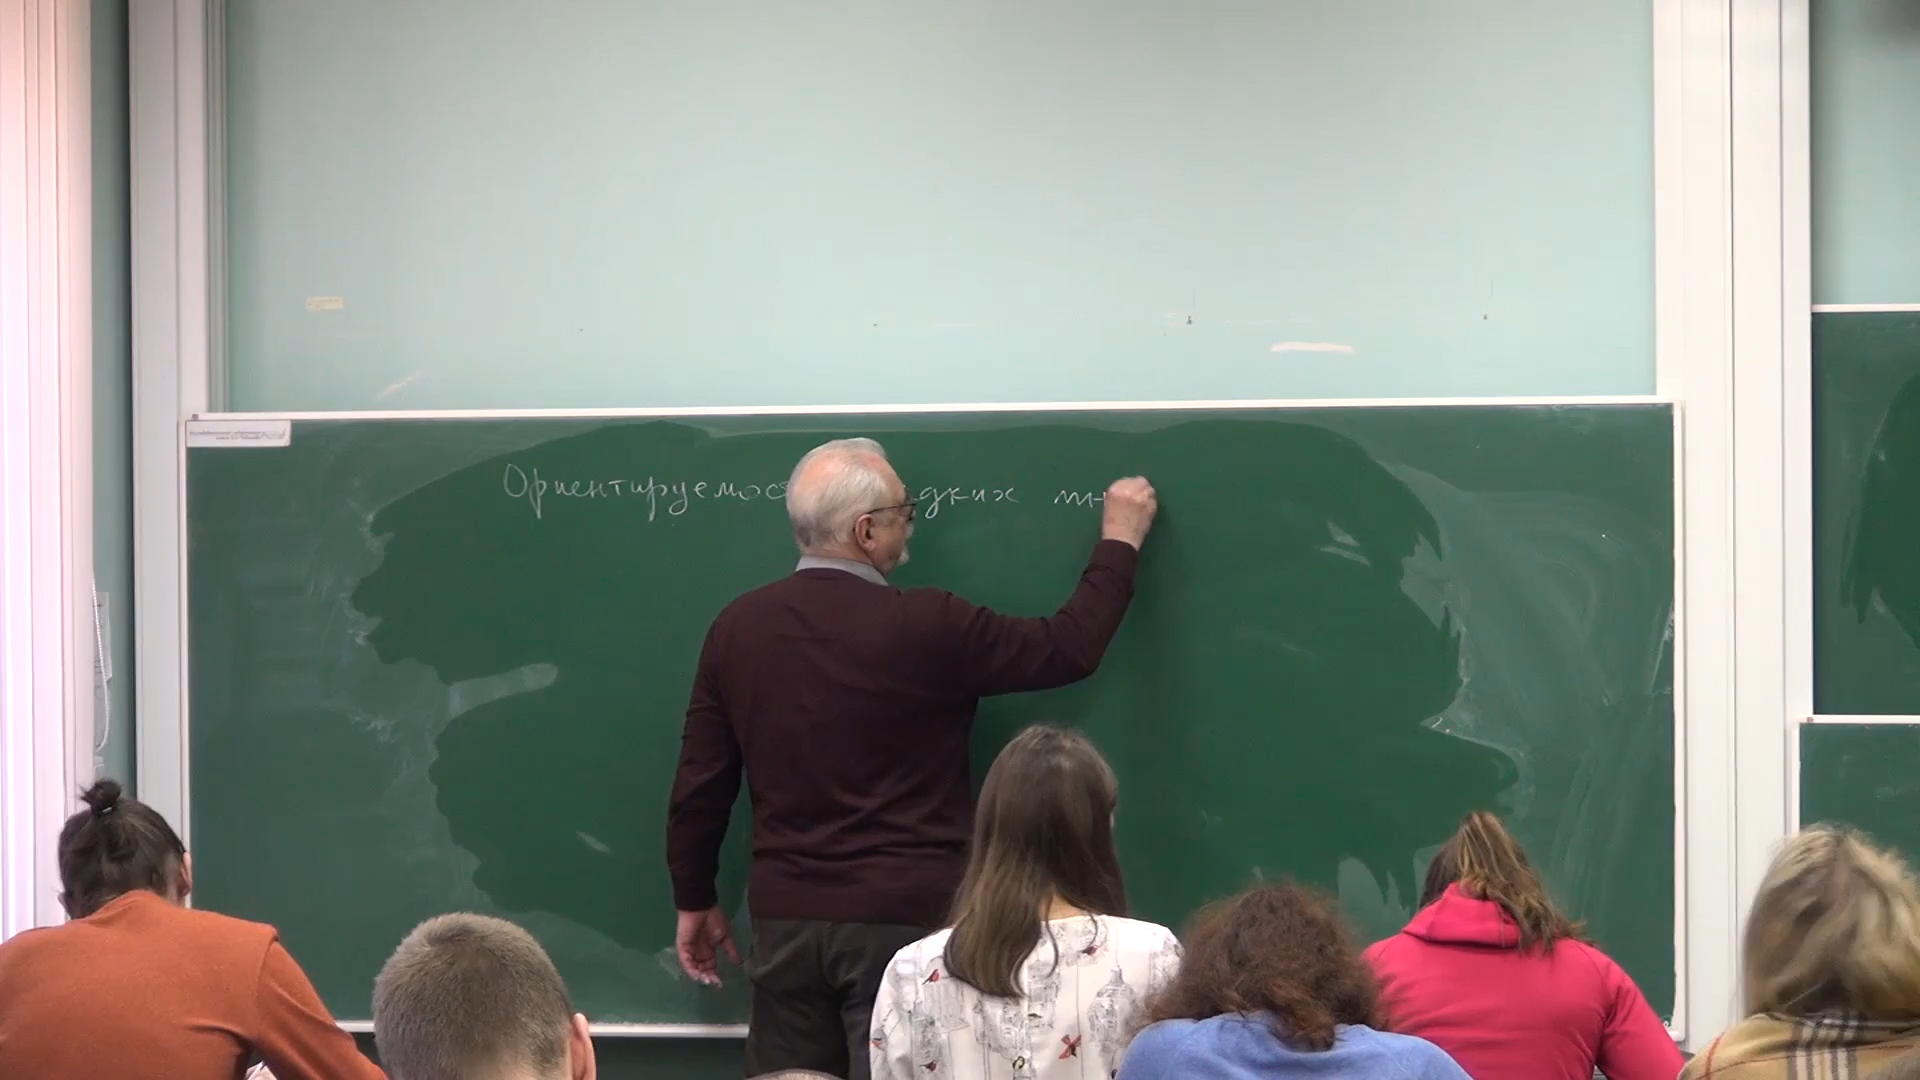 Ориентируемос дких мн